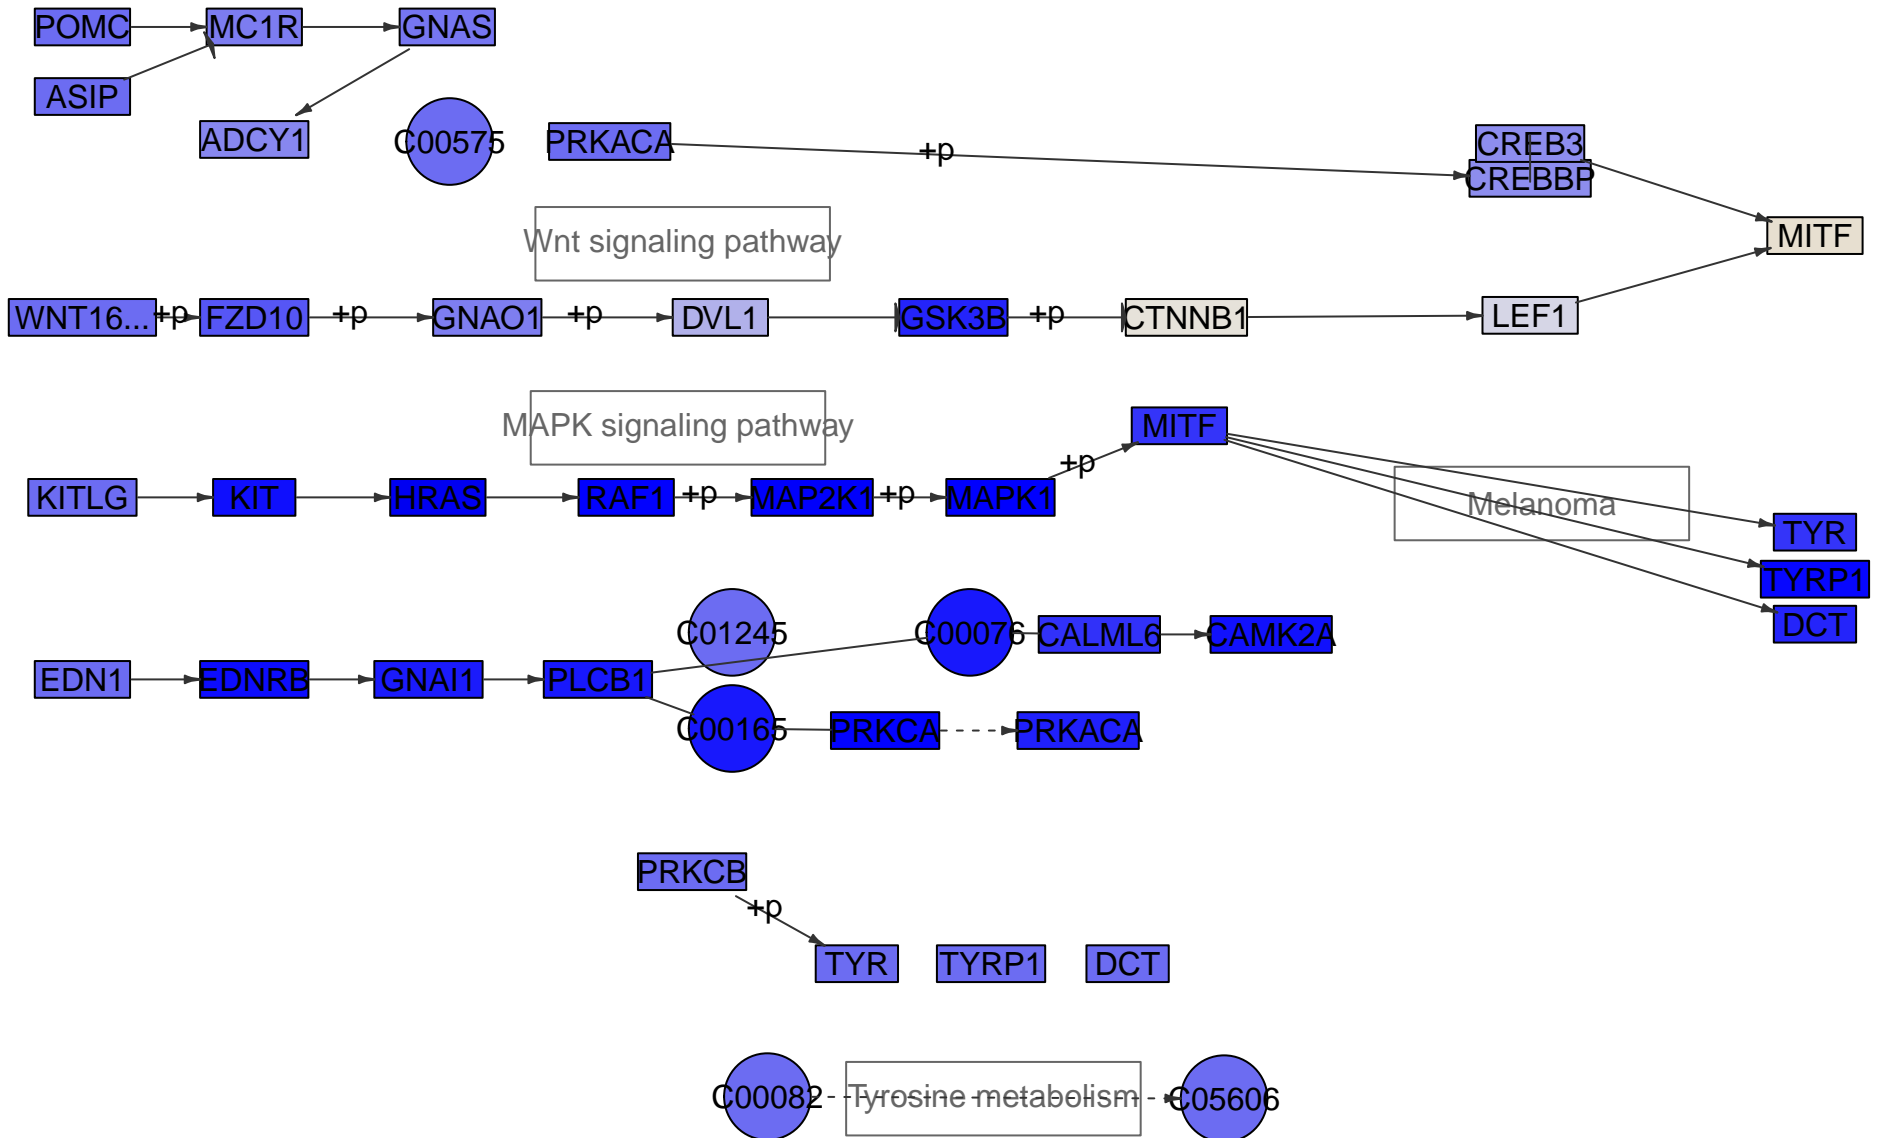 POMC
MC1R
GNAS
ASIP
ADCY1
C00575
PRKACA
+p
CREB3
CREBBP
Wnt signaling pathway
MITF
WNT16...
+p
FZD10
+p
GNAO1
+p
DVL1
GSK3B
+p
CTNNB1
LEF1
MAPK signaling pathway
MITF
+p
KITLG
KIT
HRAS
RAF1
+p
MAP2K1
+p
MAPK1
Melanoma
TYR
TYRP1
DCT
C01245
C00076
CALML6
CAMK2A
EDN1
EDNRB
GNAI1
PLCB1
C00165
PRKCA
PRKACA
PRKCB
+p
TYR
TYRP1
DCT
C00082
Tyrosine metabolism
C05606